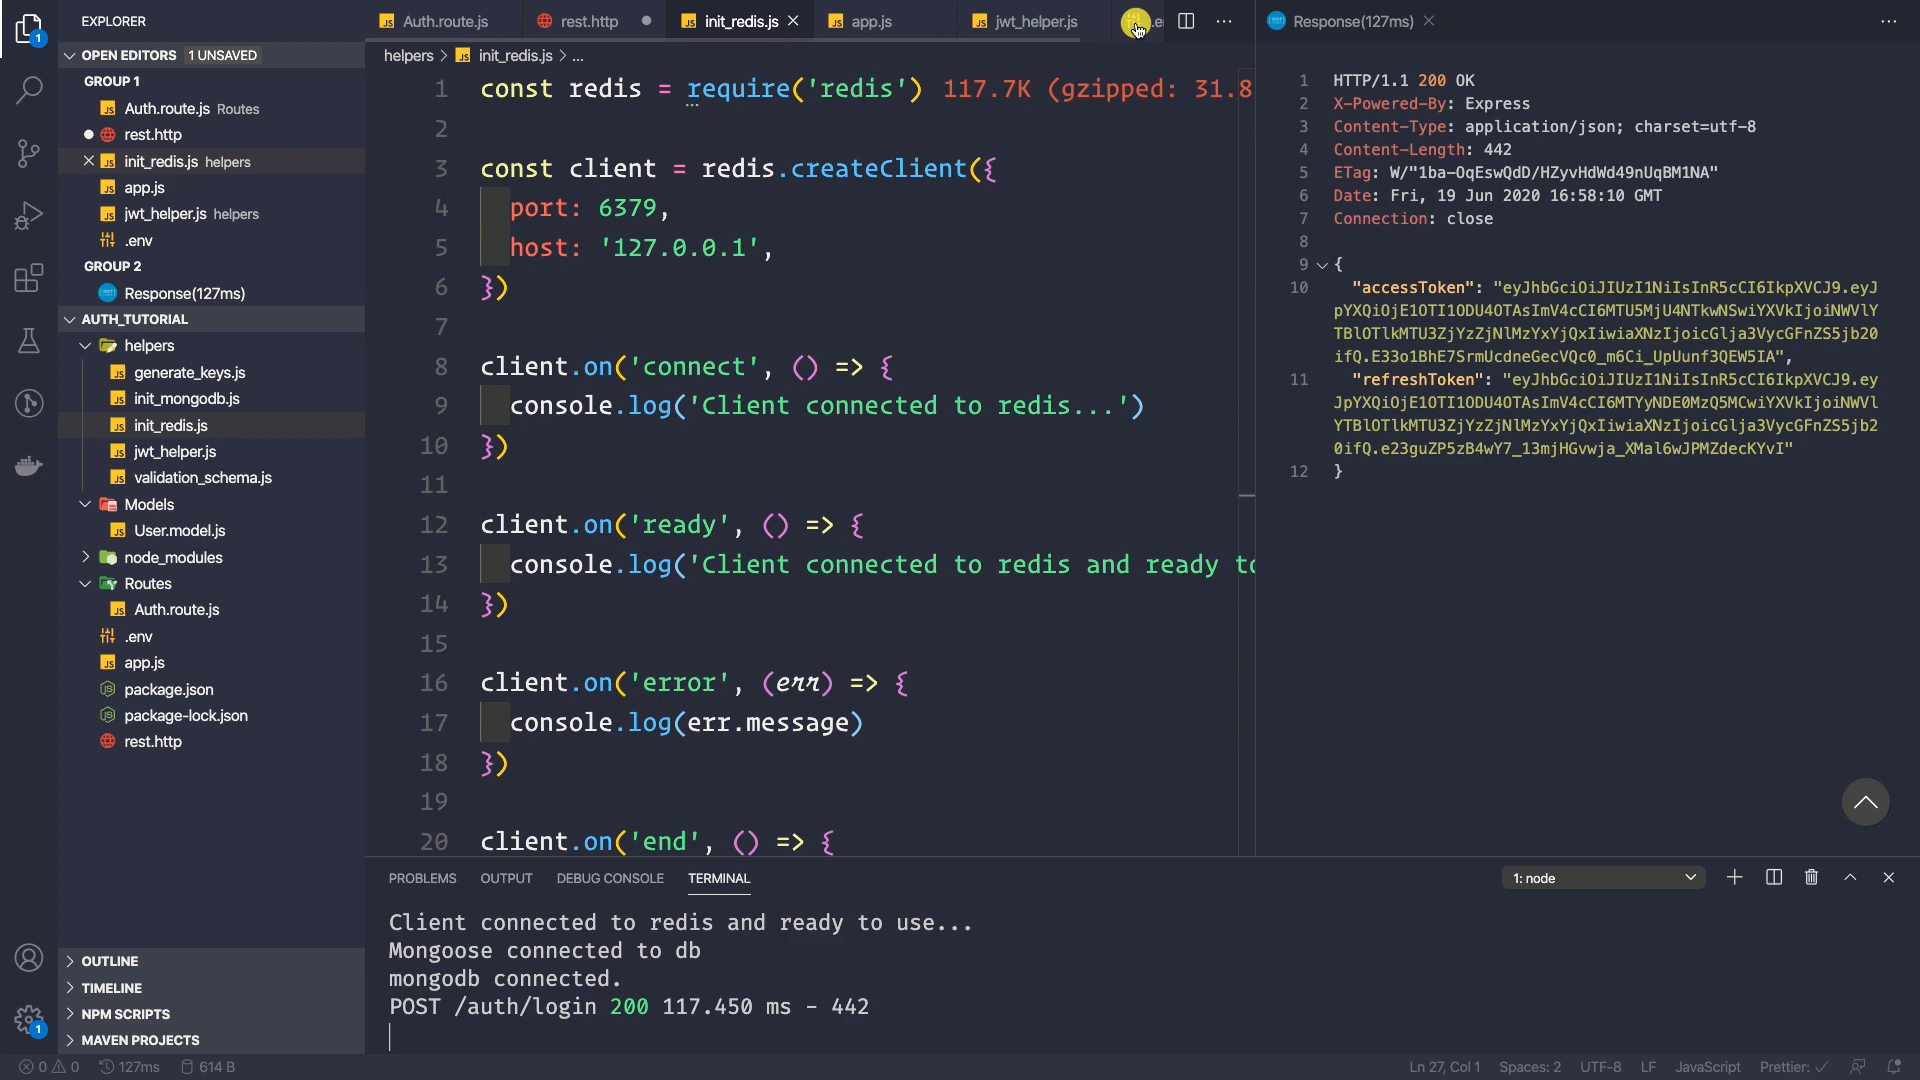 EXPLORER
OPEN EDITORS 1 UNSAVED
GROUP 1
Auth.route.js Routes
rest.http
init_redis.js helpers
app.js
jwt_helper.js helpers
.env
GROUP 2
Response(127ms)
AUTH_TUTORIAL
helpers
generate_keys.js
init_mongodb.js
init_redis.js
jwt_helper.js
validation_schema.js
Models
User.model.js
node_modules
Routes
Auth.route.js
.env
app.js
package.json
package-lock.json
rest.http
OUTLINE
TIMELINE
NPM SCRIPTS
MAVEN PROJECTS
Auth.route.js rest.http init_redis.js app.js jwt_helper.js
helpers > init_redis.js > ...
1 const redis = require('redis') 117.7K (gzipped: 31.8
2
3 const client = redis.createClient({
4 port: 6379,
5 host: '127.0.0.1',
6 })
7
8 client.on('connect', () => {
9 console.log('Client connected to redis...')
10 })
11
12 client.on('ready', () => {
13 console.log('Client connected to redis and ready to
14 })
15
16 client.on('error', (err) => {
17 console.log(err.message)
18 })
19
20 client.on('end', () => {
Response(127ms)
1 HTTP/1.1 200 OK
2 X-Powered-By: Express
3 Content-Type: application/json; charset=utf-8
4 Content-Length: 442
5 ETag: W/"1ba-OqEswQdD/HZyvHdWd49nUqBM1NA"
6 Date: Fri, 19 Jun 2020 16:58:10 GMT
7 Connection: close
8
9 {
10 "accessToken": "eyJhbGciOiJIUzI1NiIsInR5cCI6IkpXVCJ9.eyJ
pYXQiOjE1OTI1ODU4OTAsImV4cCI6MTU5MjU4NTkwNSwiYXVkIjoiNWVlY
TBlOTlkMTU3ZjYzZjNlMzYxYjQxIiwiaXNzIjoicGlja3VycGFnZS5jb20
ifQ.E33o1BhE7SrmUcdneGecVQc0_m6Ci_UpUunf3QEW5IA",
11 "refreshToken": "eyJhbGciOiJIUzI1NiIsInR5cCI6IkpXVCJ9.ey
JpYXQiOjE1OTI1ODU4OTAsImV4cCI6MTYyNDE0MzQ5MCwiYXVkIjoiNWVl
YTBlOTlkMTU3ZjYzZjNlMzYxYjQxIiwiaXNzIjoicGlja3VycGFnZS5jb2
0ifQ.e23guZP5zB4wY7_13mjHGvwja_XMal6wJPMZdecKYvI"
12 }
PROBLEMS OUTPUT DEBUG CONSOLE TERMINAL
1: node
Client connected to redis and ready to use...
Mongoose connected to db
mongodb connected.
POST /auth/login 200 117.450 ms - 442
0 0 127ms 614 B
Ln 27, Col 1 Spaces: 2 UTF-8 LF JavaScript Prettier: ✓